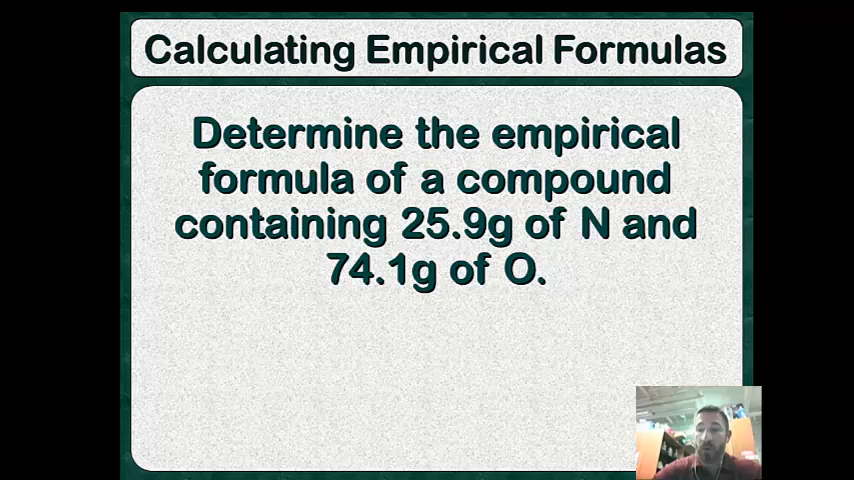 Calculating Empirical Formulas
Determine the empirical
formula of a compound
containing 25.9g of N and
74.1g of O.